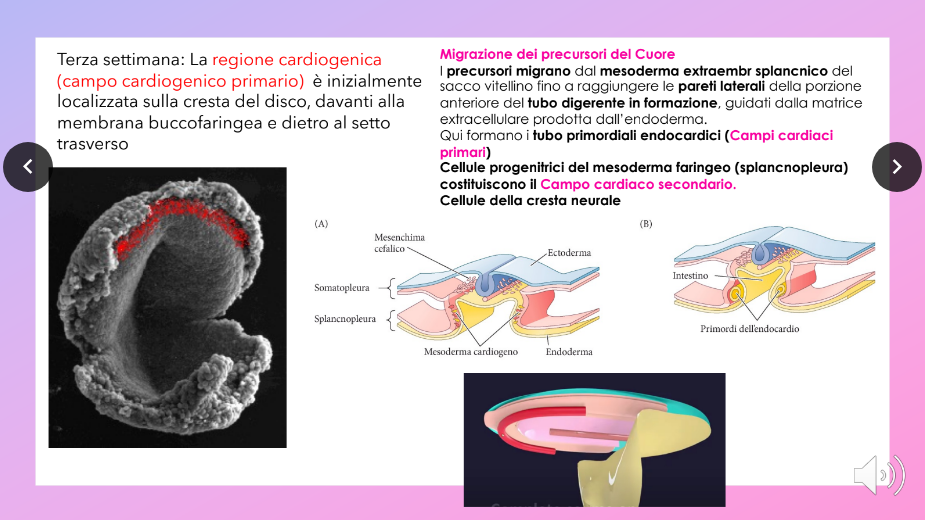 Terza settimana: La regione cardiogenica
(campo cardiogenico primario) è inizialmente
localizzata sulla cresta del disco, davanti alla
membrana buccofaringea e dietro al setto
trasverso
Migrazione dei precursori del Cuore
I precursori migrano dal mesoderma extraembr splancnico del
sacco vitellino fino a raggiungere le pareti laterali della porzione
anteriore del tubo digerente in formazione, guidati dalla matrice
extracellulare prodotta dall'endoderma.
Qui formano i tubo primordiali endocardici (Campi cardiaci
primari)
Cellule progenitrici del mesoderma faringeo (splancnopleura)
costituiscono il Campo cardiaco secondario.
Cellule della cresta neurale
(A)
Mesenchima
cefalico
Ectoderma
Somatopleura
Splancnopleura
Mesoderma cardiogeno
Endoderma
(B)
Intestino
Primordi dell'endocardio